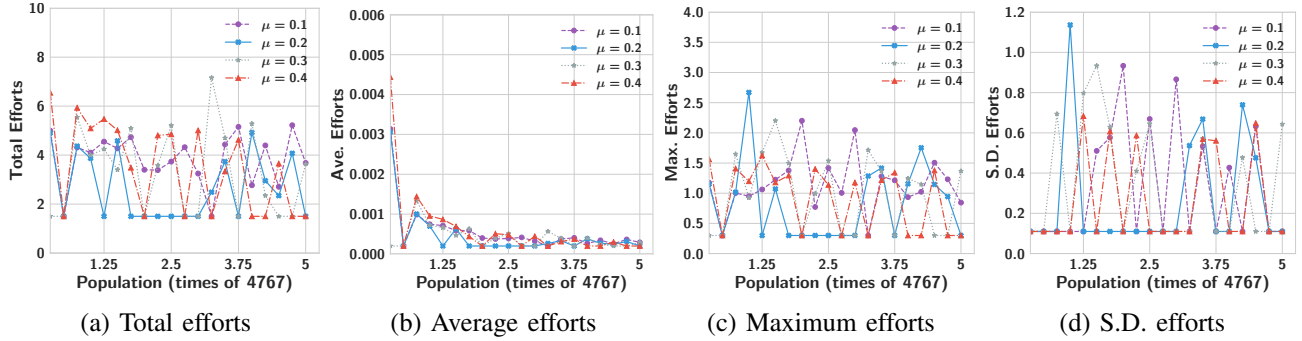 10
8
6
4
2
0
Total Efforts
1.25
2.5
3.75
5
Population (times of 4767)
μ = 0.1
μ = 0.2
μ = 0.3
μ = 0.4
(a) Total efforts
0.006
0.005
0.004
0.003
0.002
0.001
0.000
Ave. Efforts
1.25
2.5
3.75
5
Population (times of 4767)
μ = 0.1
μ = 0.2
μ = 0.3
μ = 0.4
(b) Average efforts
4.0
3.5
3.0
2.5
2.0
1.5
1.0
0.5
0.0
Max. Efforts
1.25
2.5
3.75
5
Population (times of 4767)
μ = 0.1
μ = 0.2
μ = 0.3
μ = 0.4
(c) Maximum efforts
1.2
1.0
0.8
0.6
0.4
0.2
0.0
S.D. Efforts
1.25
2.5
3.75
5
Population (times of 4767)
μ = 0.1
μ = 0.2
μ = 0.3
μ = 0.4
(d) S.D. efforts